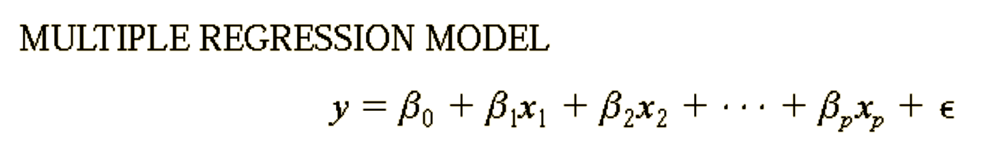 MULTIPLE REGRESSION MODEL
y = β₀ + β₁x₁ + β₂x₂ + · · · + βₚxₚ + ϵ